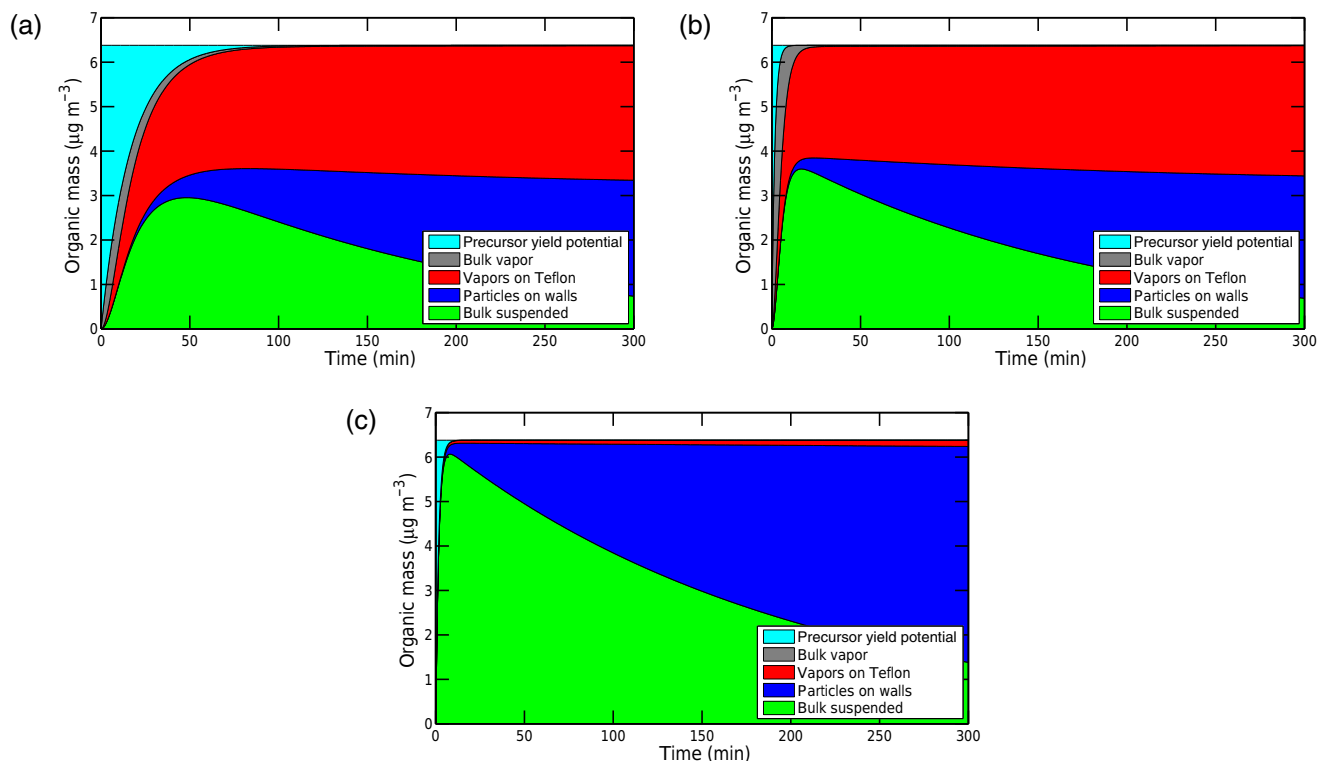 (a)
7
6
5
4
3
2
1
0
Organic mass (µg m−3)
Precursor yield potential
Bulk vapor
Vapors on Teflon
Particles on walls
Bulk suspended
0 50 100 150 200 250 300
Time (min)
(b)
7
6
5
4
3
2
1
0
Organic mass (µg m−3)
Precursor yield potential
Bulk vapor
Vapors on Teflon
Particles on walls
Bulk suspended
0 50 100 150 200 250 300
Time (min)
(c)
7
6
5
4
3
2
1
0
Organic mass (µg m−3)
Precursor yield potential
Bulk vapor
Vapors on Teflon
Particles on walls
Bulk suspended
0 50 100 150 200 250 300
Time (min)